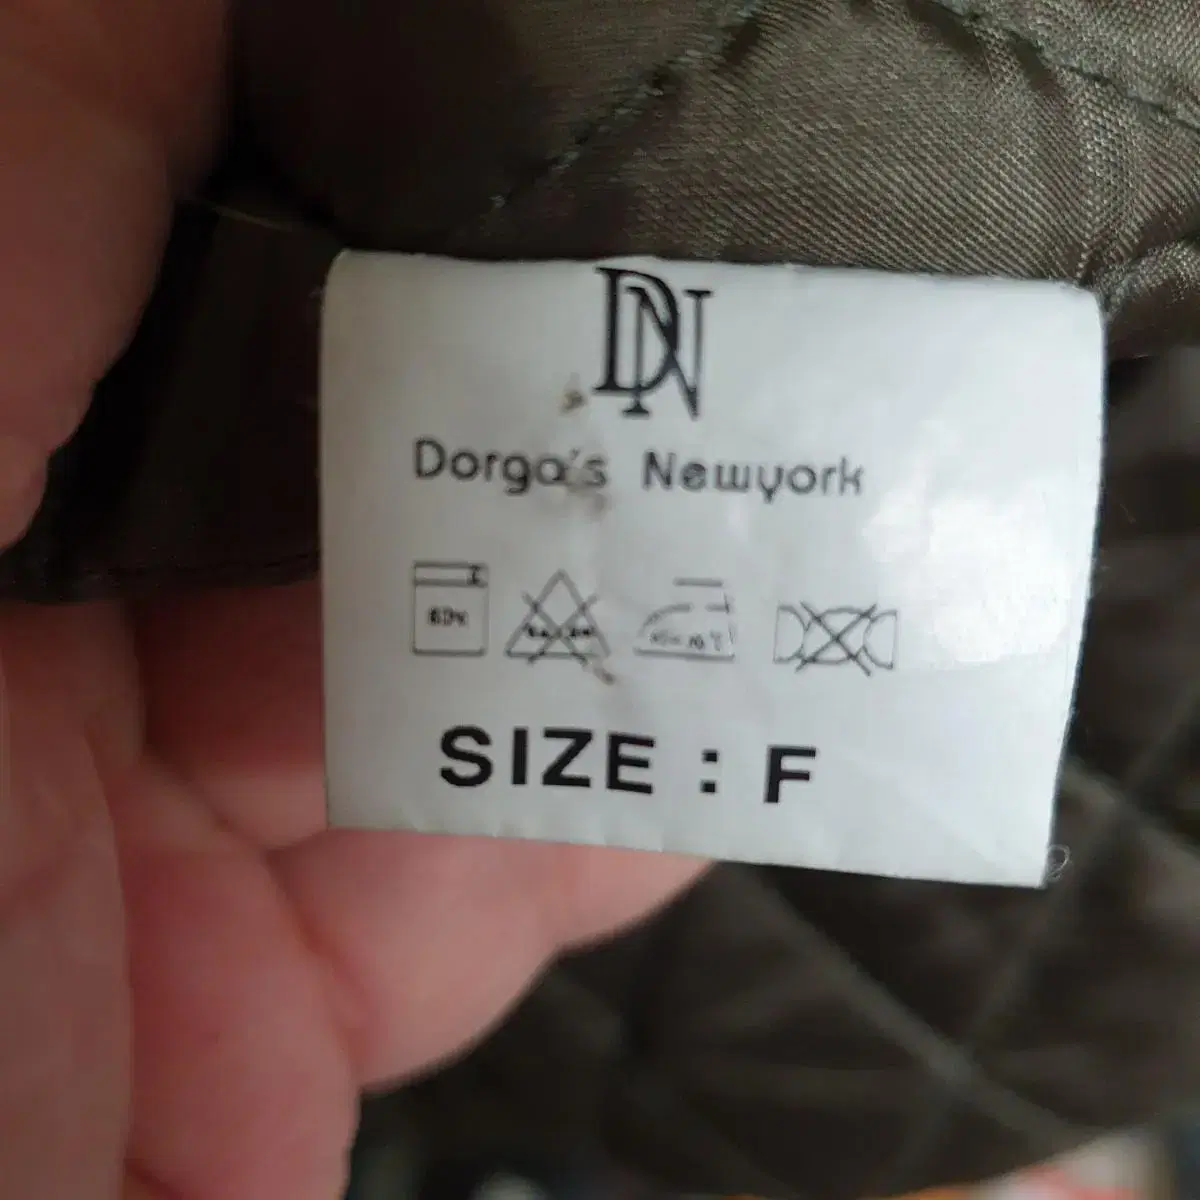 DN
Dorga's Newyork
SIZE : F